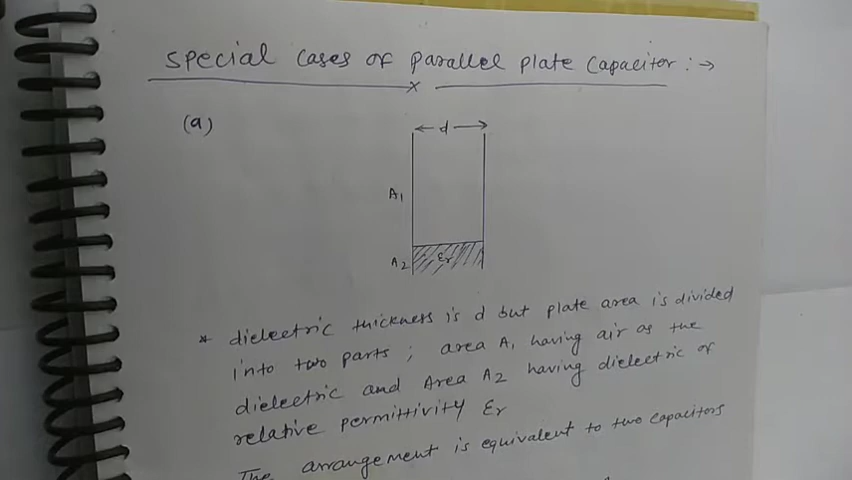 Special cases of parallel plate capacitor : →
(a)
← d →
A1
A2
Er
* dielectric thickness is d but plate area is divided
into two parts ; area A1 having air as the
dielectric and Area A2 having dielectric of
relative permittivity Er
The arrangement is equivalent to two capacitors